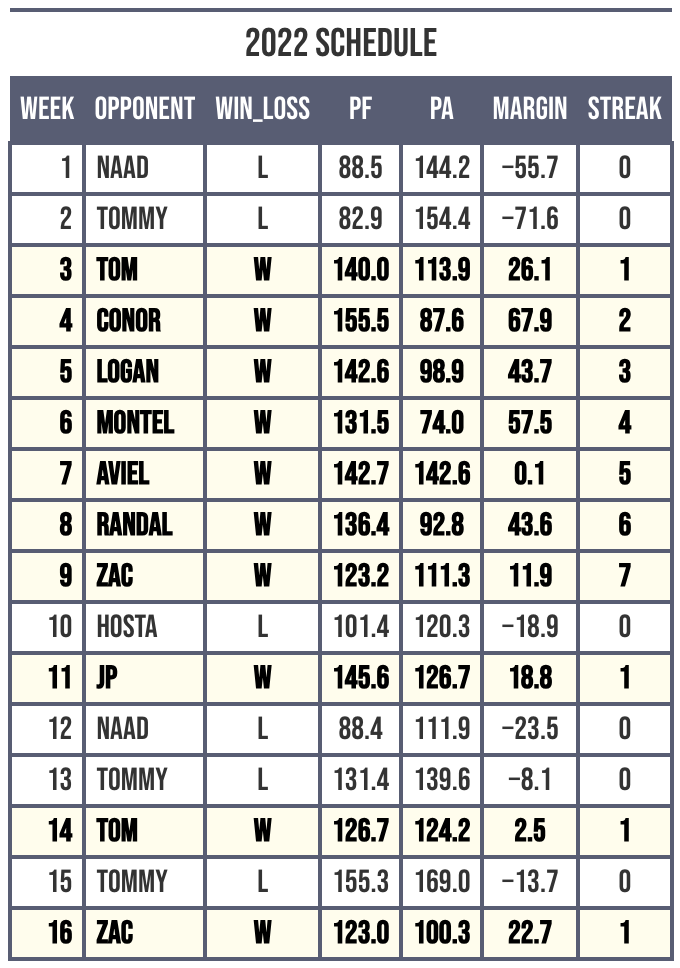 2022 SCHEDULE
WEEK OPPONENT WIN_LOSS PF PA MARGIN STREAK
1 NAAD L 88.5 144.2 −55.7 0
2 TOMMY L 82.9 154.4 −71.6 0
3 TOM W 140.0 113.9 26.1 1
4 CONOR W 155.5 87.6 67.9 2
5 LOGAN W 142.6 98.9 43.7 3
6 MONTEL W 131.5 74.0 57.5 4
7 AVIEL W 142.7 142.6 0.1 5
8 RANDAL W 136.4 92.8 43.6 6
9 ZAC W 123.2 111.3 11.9 7
10 HOSTA L 101.4 120.3 −18.9 0
11 JP W 145.6 126.7 18.8 1
12 NAAD L 88.4 111.9 −23.5 0
13 TOMMY L 131.4 139.6 −8.1 0
14 TOM W 126.7 124.2 2.5 1
15 TOMMY L 155.3 169.0 −13.7 0
16 ZAC W 123.0 100.3 22.7 1